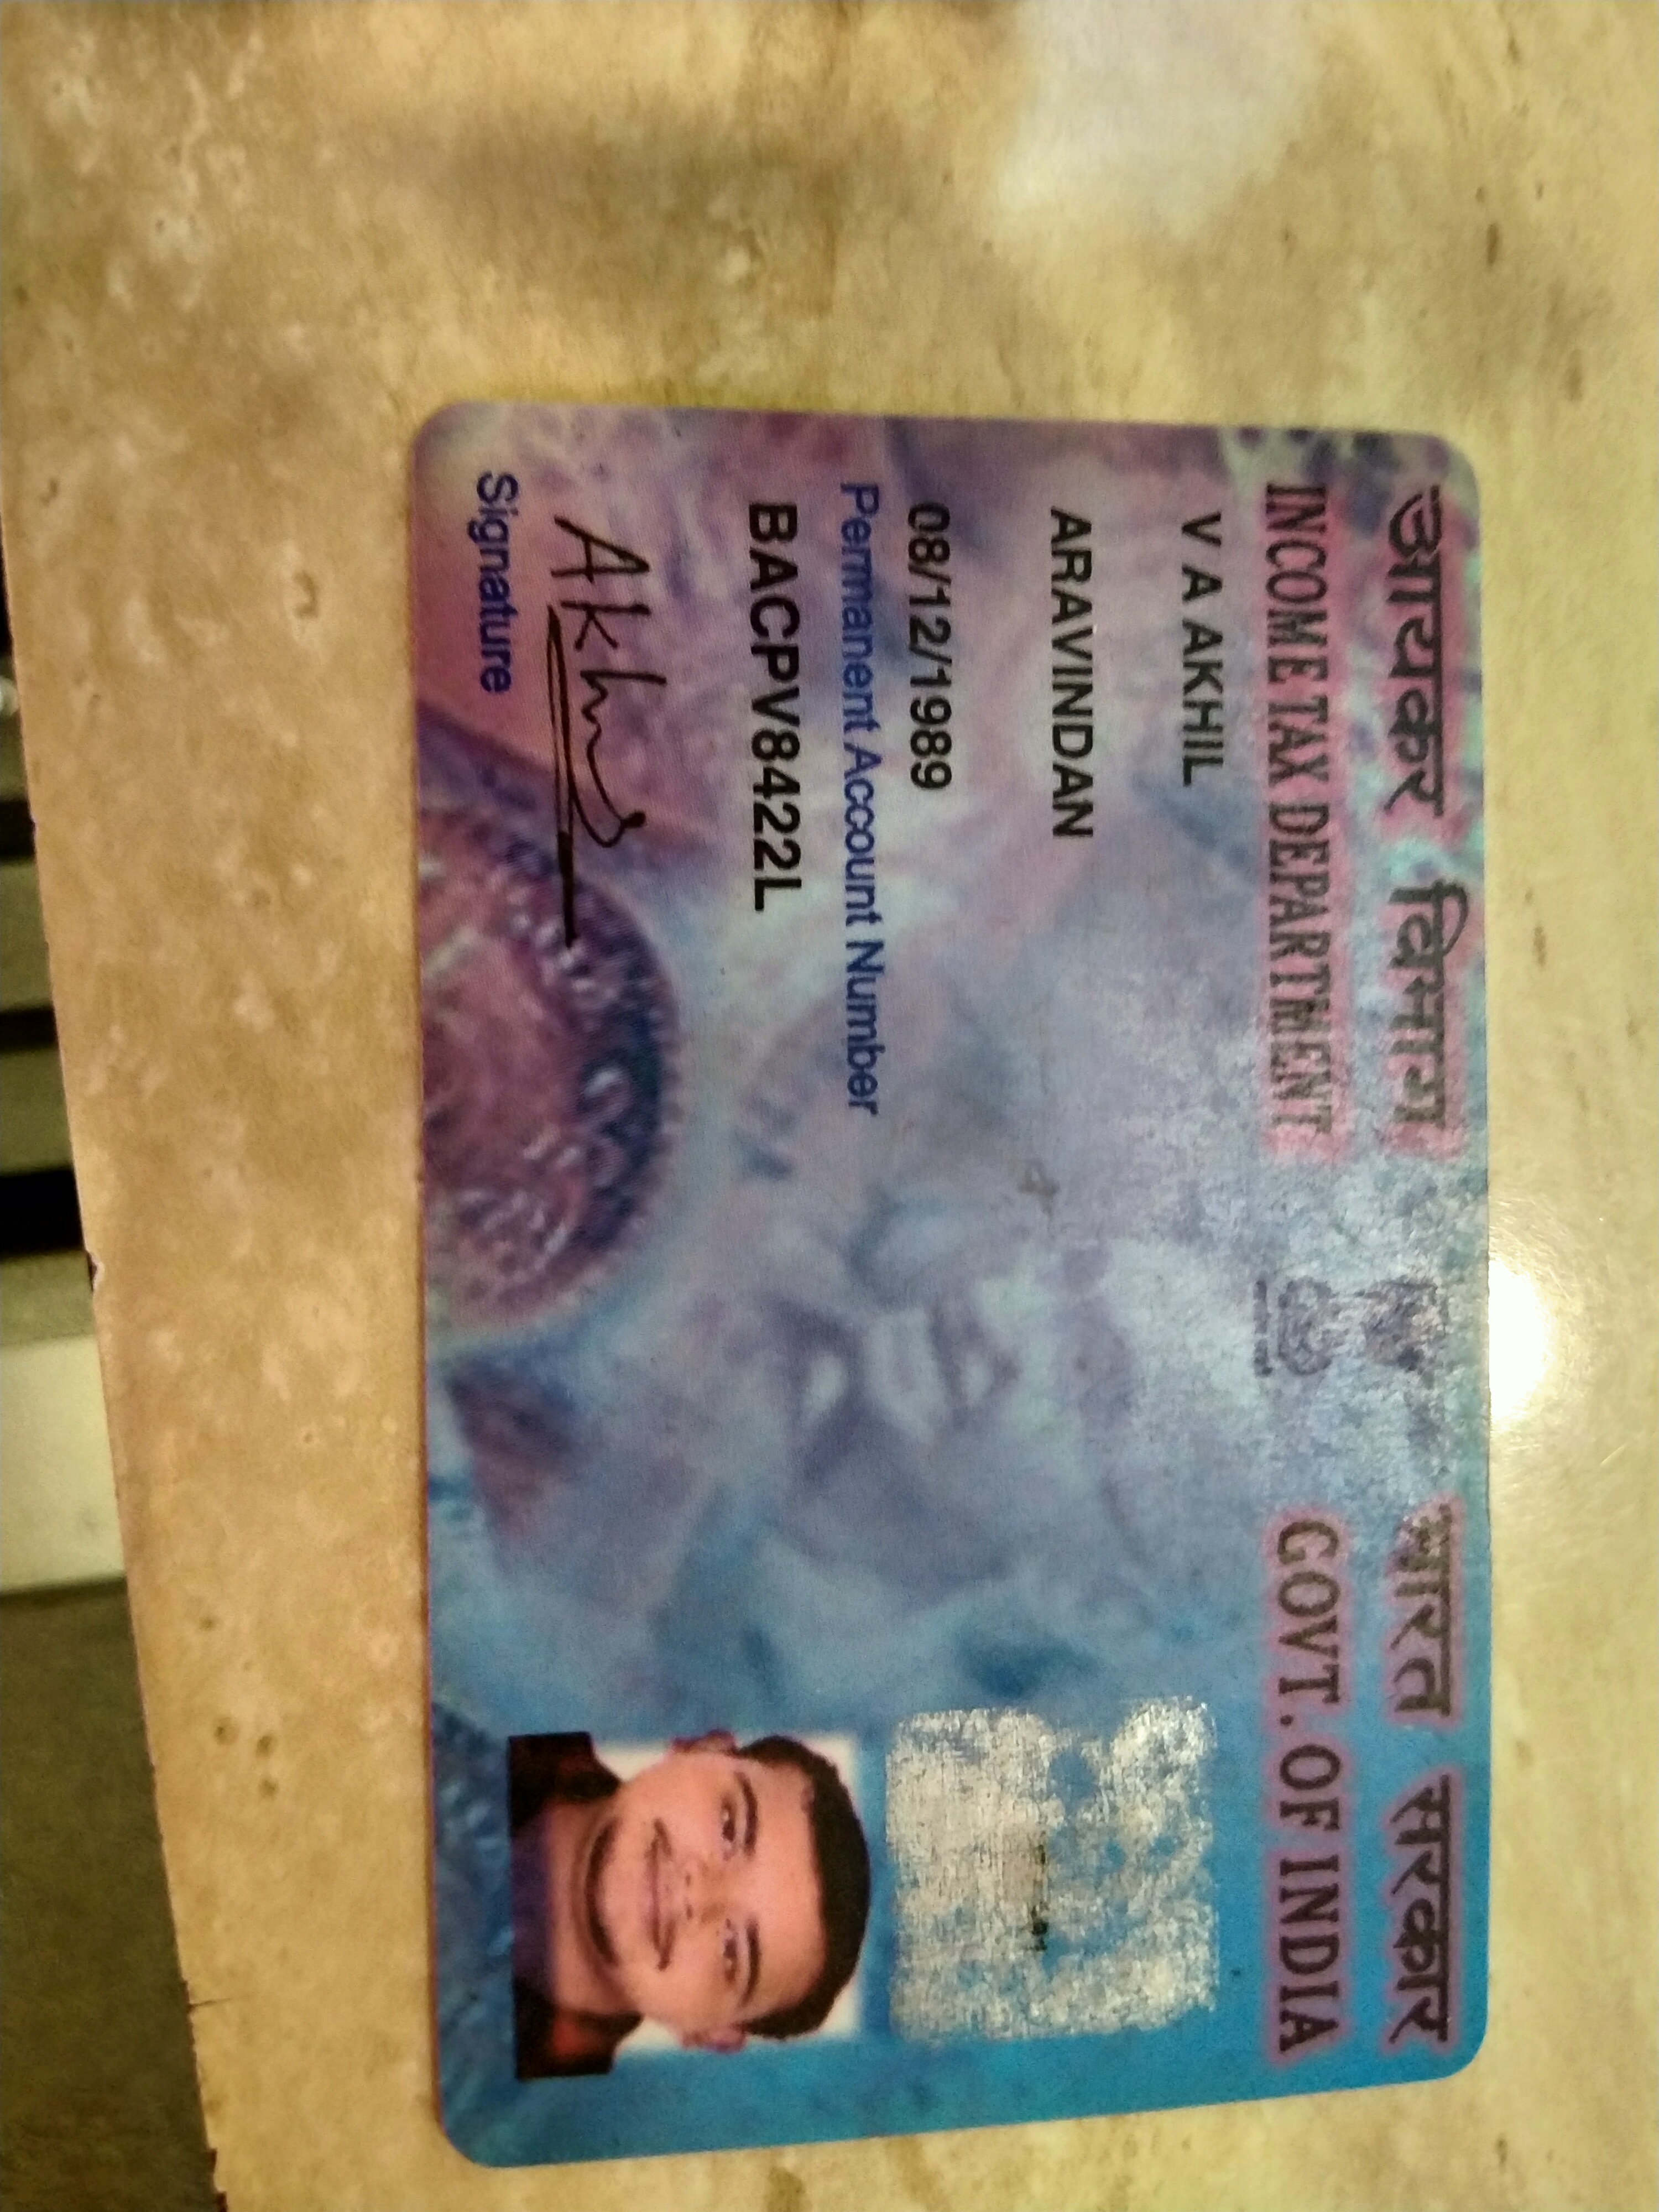 आयकर विभाग
INCOME TAX DEPARTMENT
भारत सरकार
GOVT. OF INDIA
V A AKHIL
ARAVINDAN
08/12/1989
Permanent Account Number
BACPV8422L
Akhil
Signature